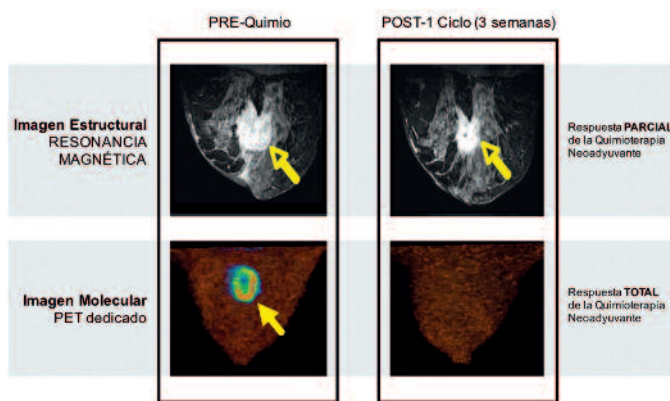 PRE-Quimio
POST-1 Ciclo (3 semanas)
Imagen Estructural
RESONANCIA
MAGNÉTICA
Respuesta PARCIAL
de la Quimioterapia
Neoadyuvante
Imagen Molecular
PET dedicado
Respuesta TOTAL
de la Quimioterapia
Neoadyuvante